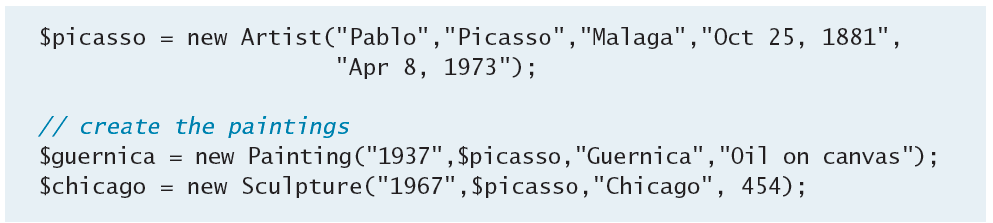 $picasso = new Artist("Pablo","Picasso","Malaga","Oct 25, 1881",
"Apr 8, 1973");
// create the paintings
$guernica = new Painting("1937",$picasso,"Guernica","Oil on canvas");
$chicago = new Sculpture("1967",$picasso,"Chicago", 454);